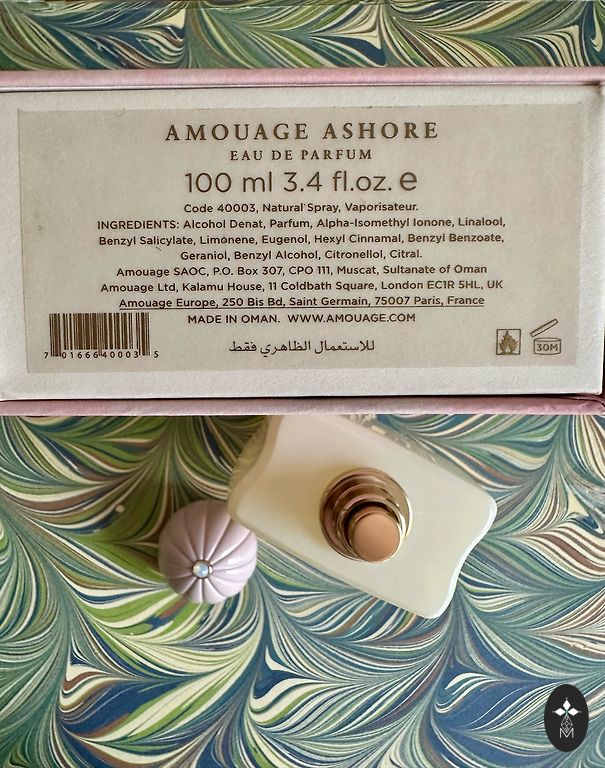 AMOUAGE ASHORE
EAU DE PARFUM
100 ml 3.4 fl.oz. e
Code 40003, Natural Spray, Vaporisateur.
INGREDIENTS: Alcohol Denat, Parfum, Alpha-Isomethyl Ionone, Linalool,
Benzyl Salicylate, Limonene, Eugenol, Hexyl Cinnamal, Benzyl Benzoate,
Geraniol, Benzyl Alcohol, Citronellol, Citral.
Amouage SAOC, P.O. Box 307, CPO 111, Muscat, Sultanate of Oman
Amouage Ltd, Kalamu House, 11 Coldbath Square, London EC1R 5HL, UK
Amouage Europe, 250 Bis Bd, Saint Germain, 75007 Paris, France
MADE IN OMAN. WWW.AMOUAGE.COM
للاستعمال الظاهري فقط
7 01666 40003 5
30M
M